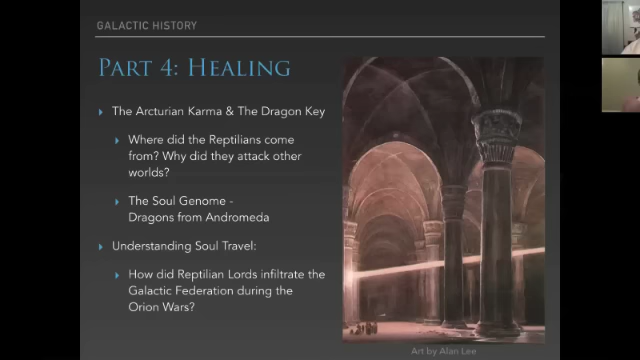 GALACTIC HISTORY
PART 4: HEALING
The Arcturian Karma & The Dragon Key
Where did the Reptilians come
from? Why did they attack other
worlds?
The Soul Genome -
Dragons from Andromeda
Understanding Soul Travel:
How did Reptilian Lords infiltrate the
Galactic Federation during the
Orion Wars?
Art by Alan Lee